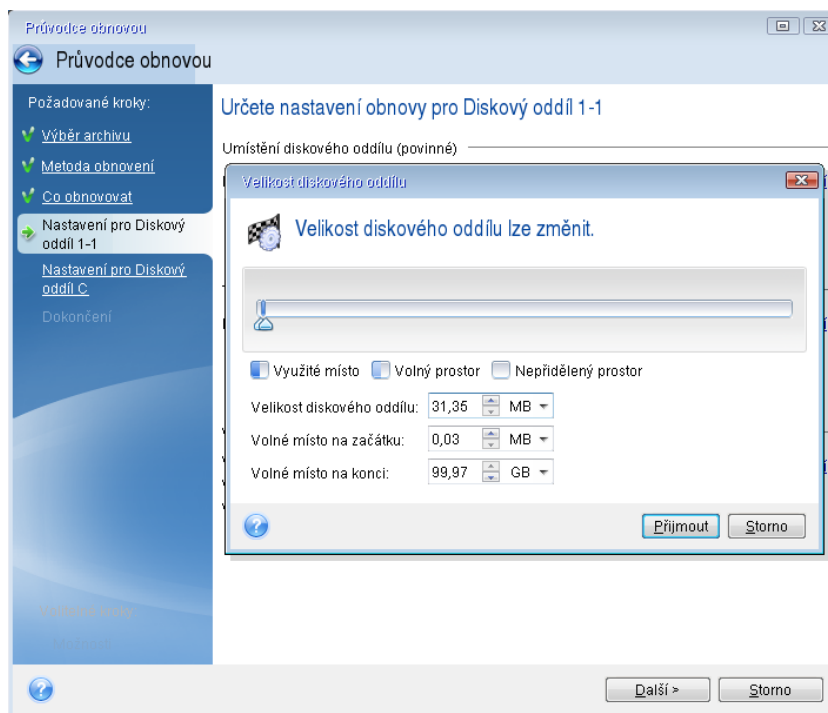 Průvodce obnovou
Průvodce obnovou
Požadované kroky:
Výběr archivu
Metoda obnovení
Co obnovovat
Nastavení pro Diskový
oddíl 1-1
Nastavení pro Diskový
oddíl C
Dokončení
Určete nastavení obnovy pro Diskový oddíl 1-1
Umístění diskového oddílu (povinné)
Velikost diskového oddílu
Velikost diskového oddílu lze změnit.
Využité místo Volný prostor Nepřidělený prostor
Velikost diskového oddílu: 31,35 MB
Volné místo na začátku: 0,03 MB
Volné místo na konci: 99,97 GB
Přijmout Storno
Další > Storno